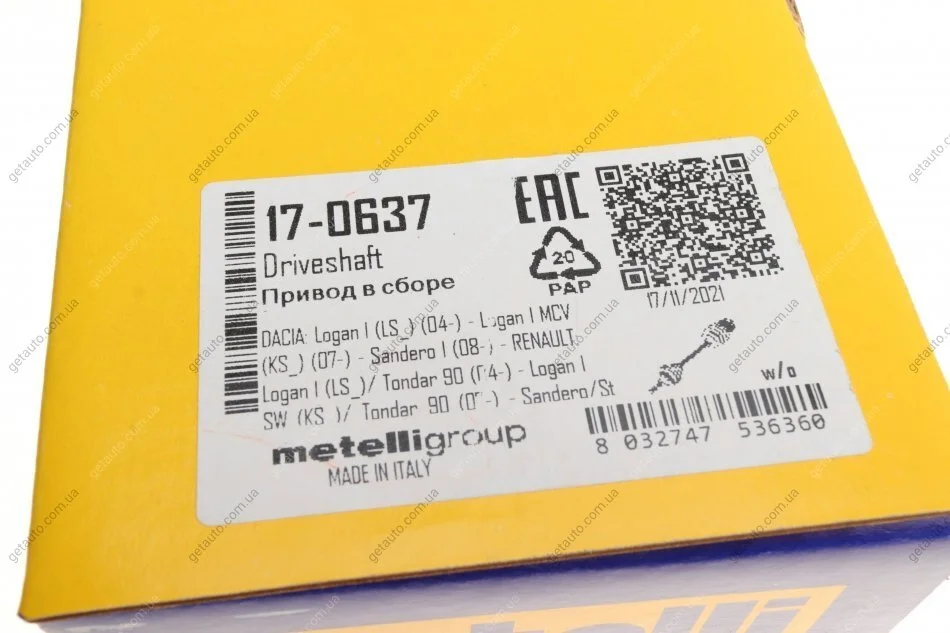 17-0637
EAC
Driveshaft
Привод в сборе
20
PAP
17/11/2021
DACIA: Logan I (LS_) (04-) - Logan I MCV
(KS_) (07-) - Sandero I (08-) - RENAULT:
Logan I (LS_)/ Tondar 90 (04-) - Logan I
SW (KS_)/ Tondar 90 - Sandero/St
w/o
8 032747 536360
metelligroup
MADE IN ITALY
getauto.com.ua